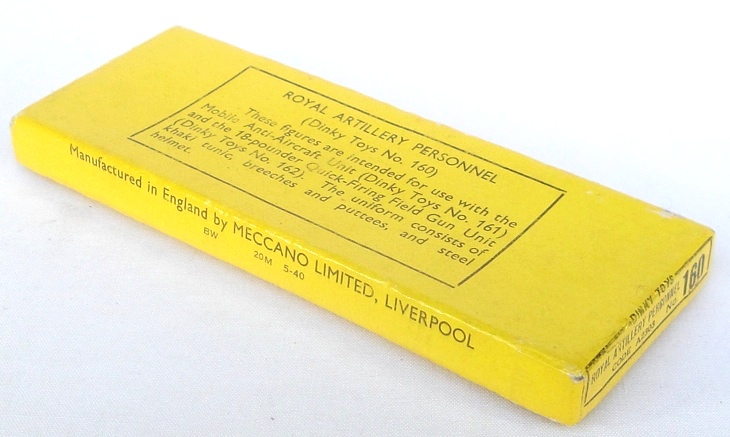 ROYAL ARTILLERY PERSONNEL
(Dinky Toys No. 160)
These figures are intended for use with the
Mobile Anti-Aircraft Unit (Dinky Toys No. 161)
and the 18-pounder Quick-Firing Field Gun Unit
(Dinky Toys No. 162). The uniform consists of
khaki tunic, breeches and puttees, and steel
helmet.
Manufactured in England by MECCANO LIMITED, LIVERPOOL
BW 20M 5-40
DINKY TOYS
ROYAL ARTILLERY PERSONNEL
No. 160